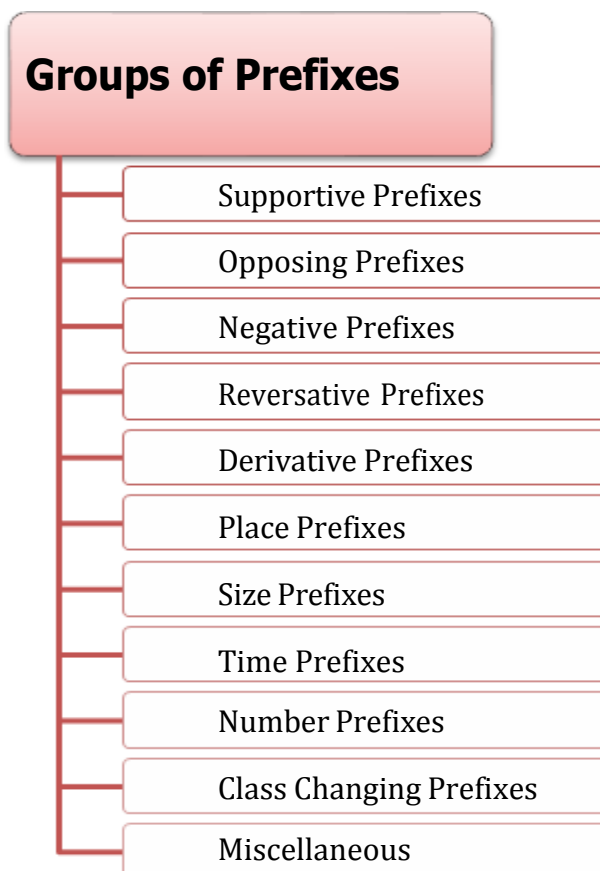 Groups of Prefixes
Supportive Prefixes
Opposing Prefixes
Negative Prefixes
Reversative Prefixes
Derivative Prefixes
Place Prefixes
Size Prefixes
Time Prefixes
Number Prefixes
Class Changing Prefixes
Miscellaneous